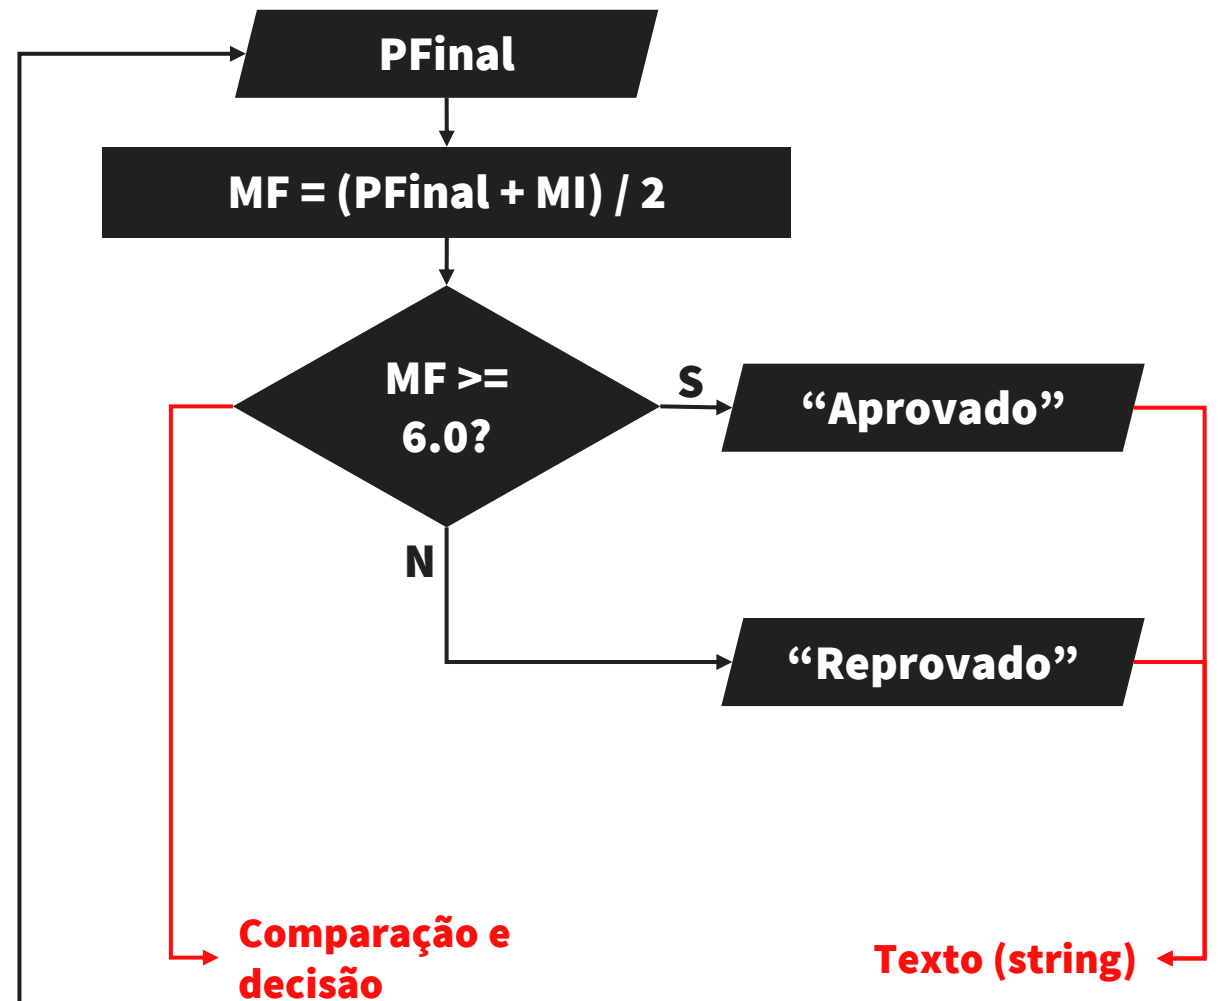 PFinal
MF = (PFinal + MI) / 2
MF >=
6.0?
S
“Aprovado”
N
“Reprovado”
Comparação e
decisão
Texto (string)